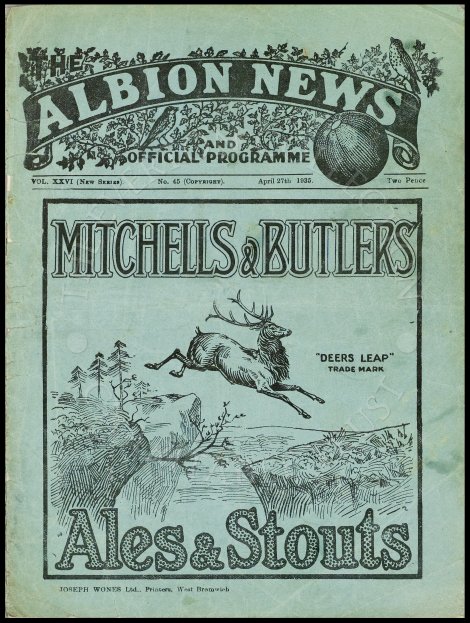 THE
ALBION NEWS
AND
OFFICIAL PROGRAMME
VOL. XXVI (NEW SERIES). No. 45 (COPYRIGHT). April 27th 1935. Two Pence
MITCHELLS & BUTLERS
"DEERS LEAP"
TRADE MARK
Ales & Stouts
JOSEPH WONES Ltd., Printers, West Bromwich